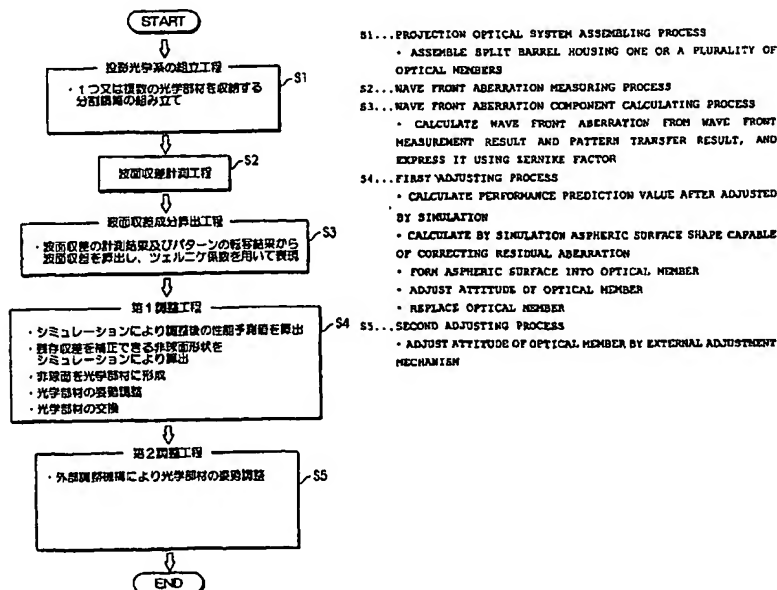 START
投影光学系の組立工程
・1つ又は複数の光学部材を収納する
分割鏡筒の組み立て
S1
波面収差計測工程
S2
波面収差成分算出工程
・波面収差の計測結果及びパターンの転写結果から
波面収差を算出し、ツェルニケ係数を用いて表現
S3
第1調整工程
・シミュレーションにより調整後の性能予測値を算出
・残存収差を補正できる非球面形状を
シミュレーションにより算出
・非球面を光学部材に形成
・光学部材の姿勢調整
・光学部材の交換
S4
第2調整工程
・外部調整機構により光学部材の姿勢調整
S5
END
S1...PROJECTION OPTICAL SYSTEM ASSEMBLING PROCESS
• ASSEMBLE SPLIT BARREL HOUSING ONE OR A PLURALITY OF
OPTICAL MEMBERS
S2...WAVE FRONT ABERRATION MEASURING PROCESS
S3...WAVE FRONT ABERRATION COMPONENT CALCULATING PROCESS
• CALCULATE WAVE FRONT ABERRATION FROM WAVE FRONT
MEASUREMENT RESULT AND PATTERN TRANSFER RESULT, AND
EXPRESS IT USING ZERNIKE FACTOR
S4...FIRST ADJUSTING PROCESS
• CALCULATE PERFORMANCE PREDICTION VALUE AFTER ADJUSTED
BY SIMULATION
• CALCULATE BY SIMULATION ASPHERIC SURFACE SHAPE CAPABLE
OF CORRECTING RESIDUAL ABERRATION
• FORM ASPHERIC SURFACE INTO OPTICAL MEMBER
• ADJUST ATTITUDE OF OPTICAL MEMBER
• REPLACE OPTICAL MEMBER
S5...SECOND ADJUSTING PROCESS
• ADJUST ATTITUDE OF OPTICAL MEMBER BY EXTERNAL ADJUSTMENT
MECHANISM